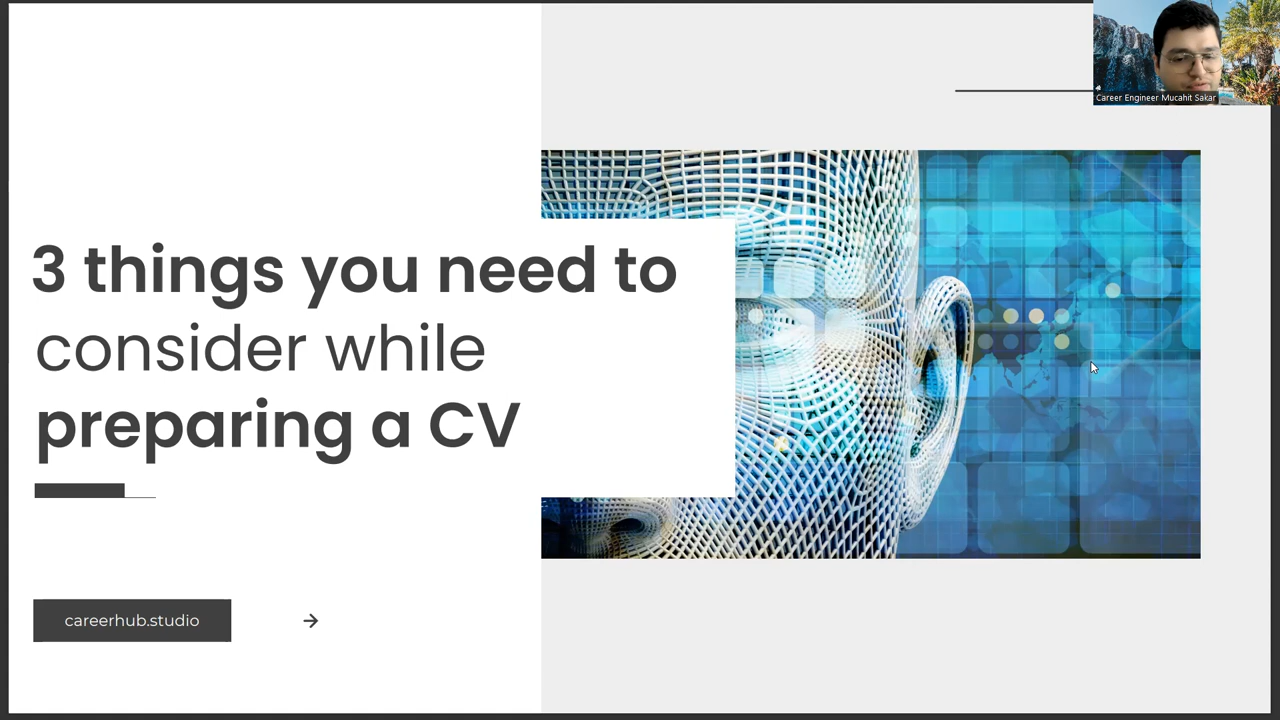 Career Engineer Mucahit Sakar
3 things you need to
consider while
preparing a CV
careerhub.studio